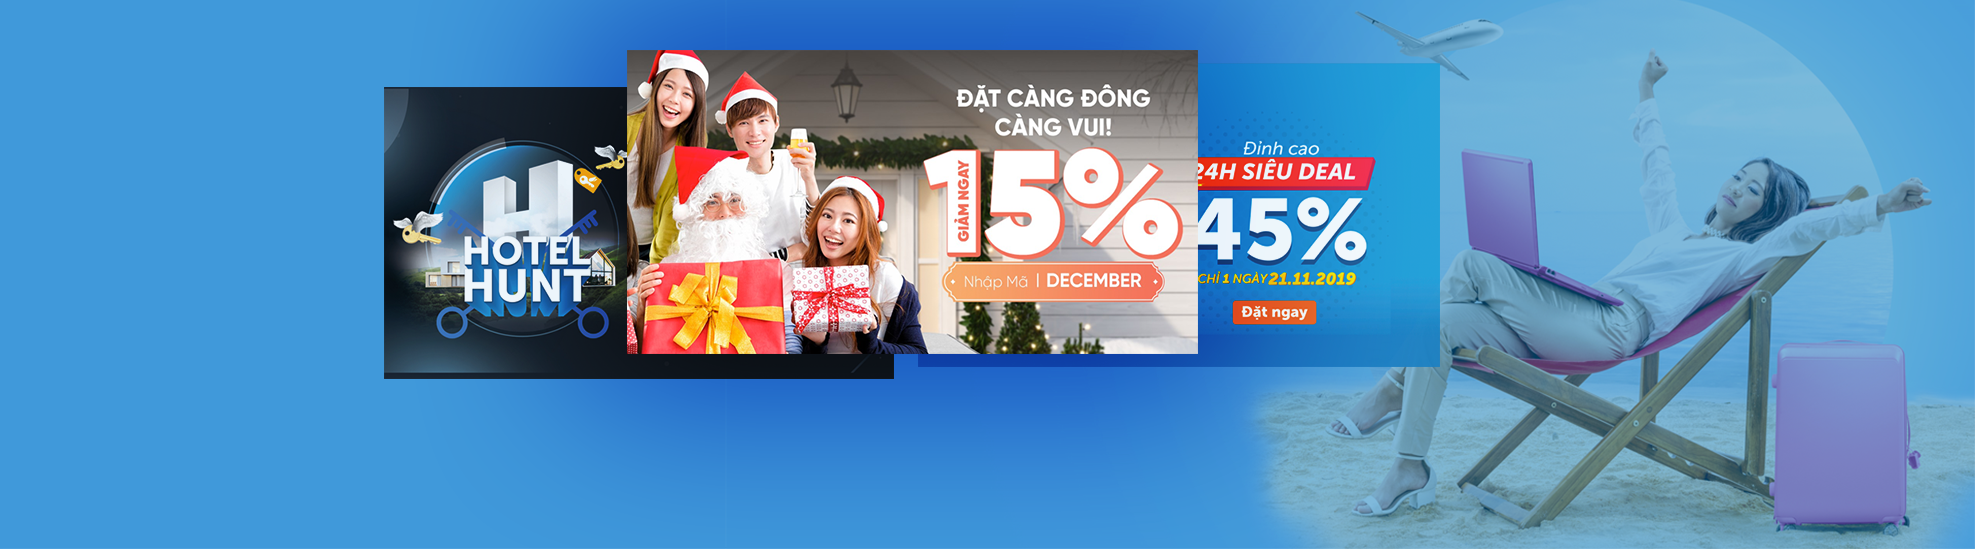 H
HOTEL
HUNT
ĐẶT CÀNG ĐÔNG
CÀNG VUI!
GIẢM NGAY
15%
Nhập Mã | DECEMBER
Đỉnh cao
24H SIÊU DEAL
45%
CHỈ 1 NGÀY 21.11.2019
Đặt ngay